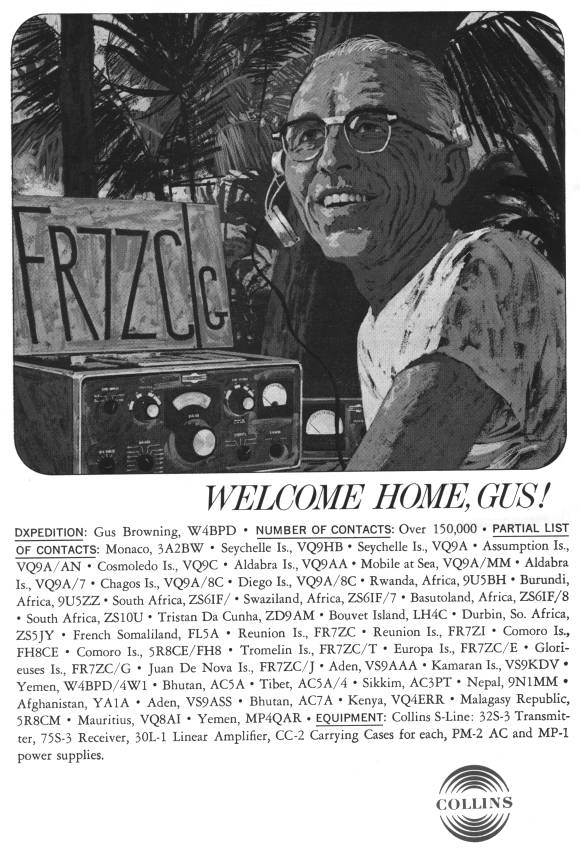 FR7ZC/G
WELCOME HOME, GUS!
DXPEDITION: Gus Browning, W4BPD • NUMBER OF CONTACTS: Over 150,000 • PARTIAL LIST
OF CONTACTS: Monaco, 3A2BW • Seychelle Is., VQ9HB • Seychelle Is., VQ9A • Assumption Is.,
VQ9A/AN • Cosmoledo Is., VQ9C • Aldabra Is., VQ9AA • Mobile at Sea, VQ9A/MM • Aldabra
Is., VQ9A/7 • Chagos Is., VQ9A/8C • Diego Is., VQ9A/8C • Rwanda, Africa, 9U5BH • Burundi,
Africa, 9U5ZZ • South Africa, ZS6IF/ • Swaziland, Africa, ZS6IF/7 • Basutoland, Africa, ZS6IF/8
• South Africa, ZS10U • Tristan Da Cunha, ZD9AM • Bouvet Island, LH4C • Durbin, So. Africa,
ZS5JY • French Somaliland, FL5A • Reunion Is., FR7ZC • Reunion Is., FR7ZI • Comoro Is.,
FH8CE • Comoro Is., 5R8CE/FH8 • Tromelin Is., FR7ZC/T • Europa Is., FR7ZC/E • Glori-
euses Is., FR7ZC/G • Juan De Nova Is., FR7ZC/J • Aden, VS9AAA • Kamaran Is., VS9KDV •
Yemen, W4BPD/4W1 • Bhutan, AC5A • Tibet, AC5A/4 • Sikkim, AC3PT • Nepal, 9N1MM •
Afghanistan, YA1A • Aden, VS9ASS • Bhutan, AC7A • Kenya, VQ4ERR • Malagasy Republic,
5R8CM • Mauritius, VQ8AI • Yemen, MP4QAR • EQUIPMENT: Collins S-Line: 32S-3 Transmit-
ter, 75S-3 Receiver, 30L-1 Linear Amplifier, CC-2 Carrying Cases for each, PM-2 AC and MP-1
power supplies.
COLLINS